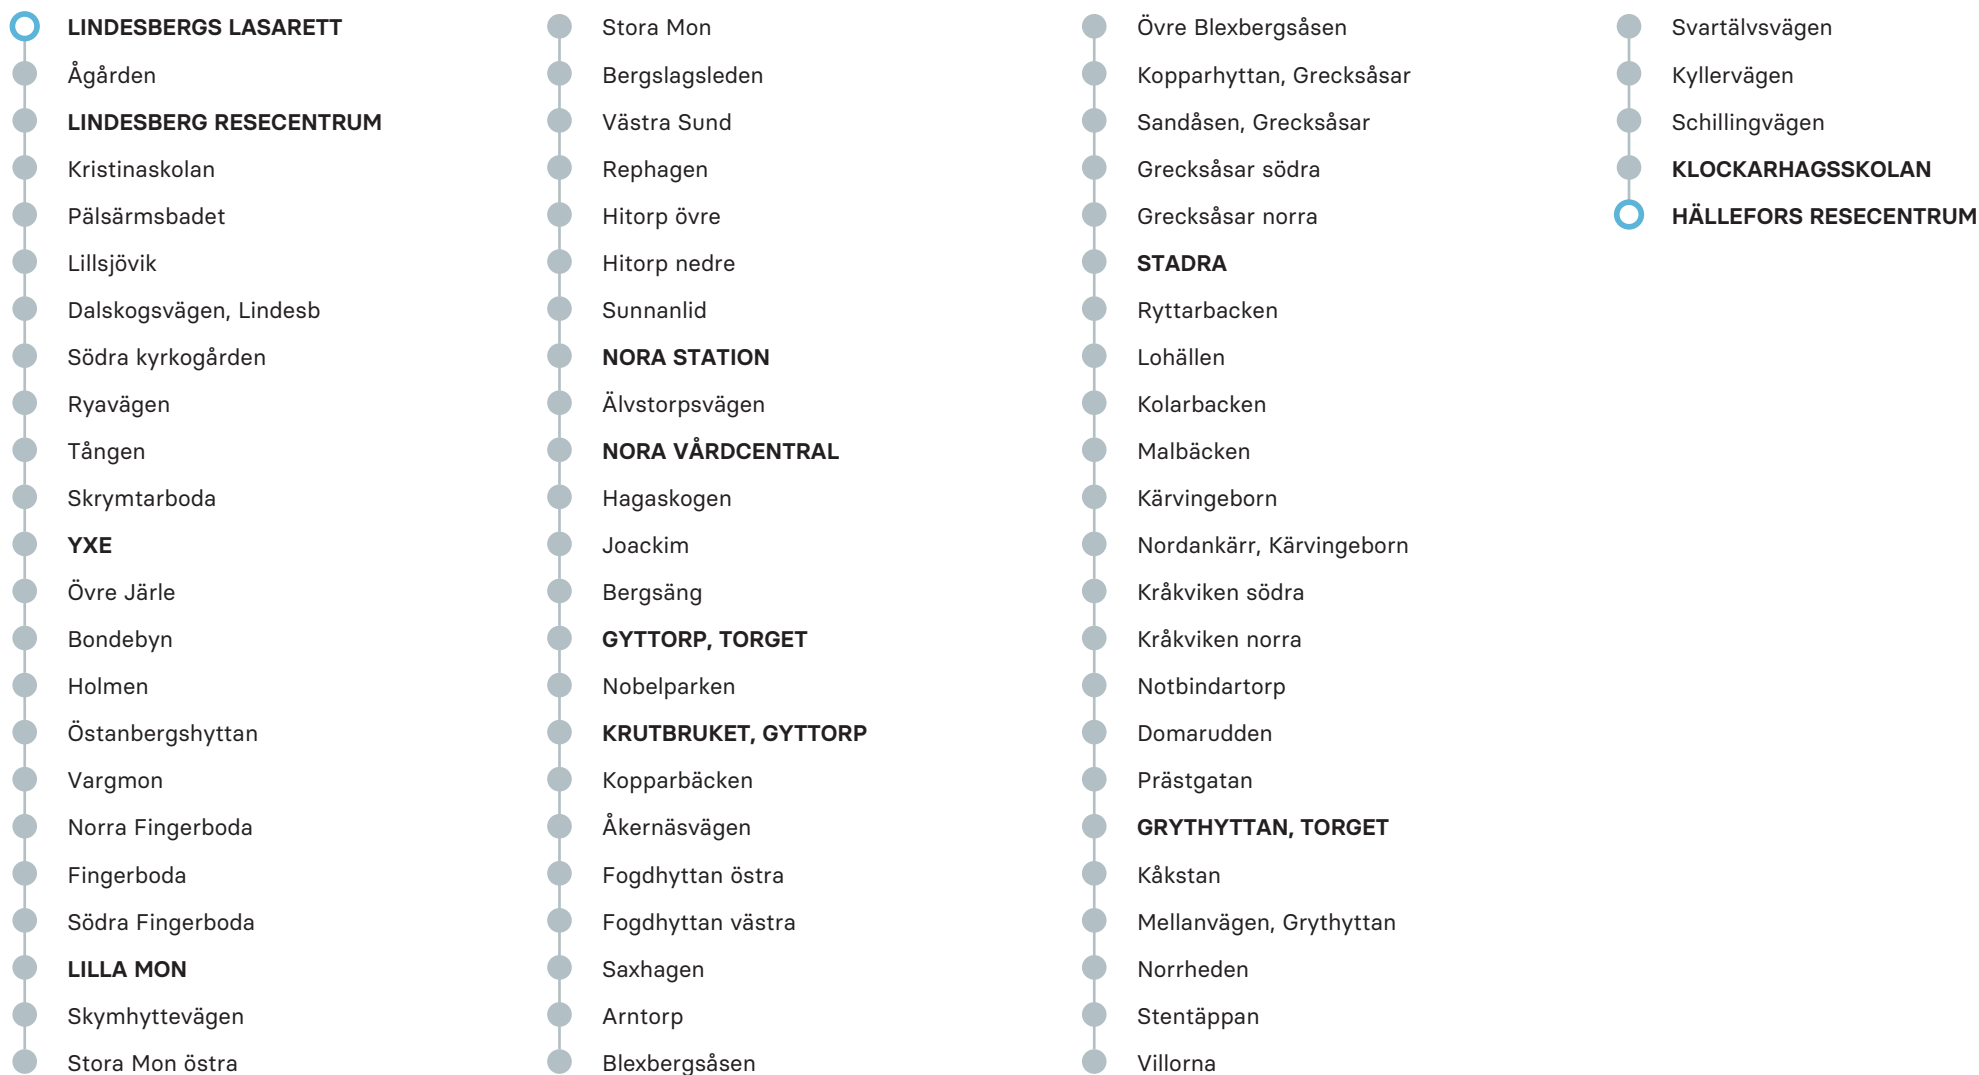 LINDESBERGS LASARETT
Ågården
LINDESBERG RESECENTRUM
Kristinaskolan
Pälsärmsbadet
Lillsjövik
Dalskogsvägen, Lindesb
Södra kyrkogården
Ryavägen
Tången
Skrymtarboda
YXE
Övre Järle
Bondebyn
Holmen
Östanbergshyttan
Vargmon
Norra Fingerboda
Fingerboda
Södra Fingerboda
LILLA MON
Skymhyttevägen
Stora Mon östra
Stora Mon
Bergslagsleden
Västra Sund
Rephagen
Hitorp övre
Hitorp nedre
Sunnanlid
NORA STATION
Älvstorpsvägen
NORA VÅRDCENTRAL
Hagaskogen
Joackim
Bergsäng
GYTTORP, TORGET
Nobelparken
KRUTBRUKET, GYTTORP
Kopparbäcken
Åkernäsvägen
Fogdhyttan östra
Fogdhyttan västra
Saxhagen
Arntorp
Blexbergsåsen
Övre Blexbergsåsen
Kopparhyttan, Grecksåsar
Sandåsen, Grecksåsar
Grecksåsar södra
Grecksåsar norra
STADRA
Ryttarbacken
Lohällen
Kolarbacken
Malbäcken
Kärvingeborn
Nordankärr, Kärvingeborn
Kråkviken södra
Kråkviken norra
Notbindartorp
Domarudden
Prästgatan
GRYTHYTTAN, TORGET
Kåkstan
Mellanvägen, Grythyttan
Norrheden
Stentäppan
Villorna
Svartälvsvägen
Kyllervägen
Schillingvägen
KLOCKARHAGSSKOLAN
HÄLLEFORS RESECENTRUM